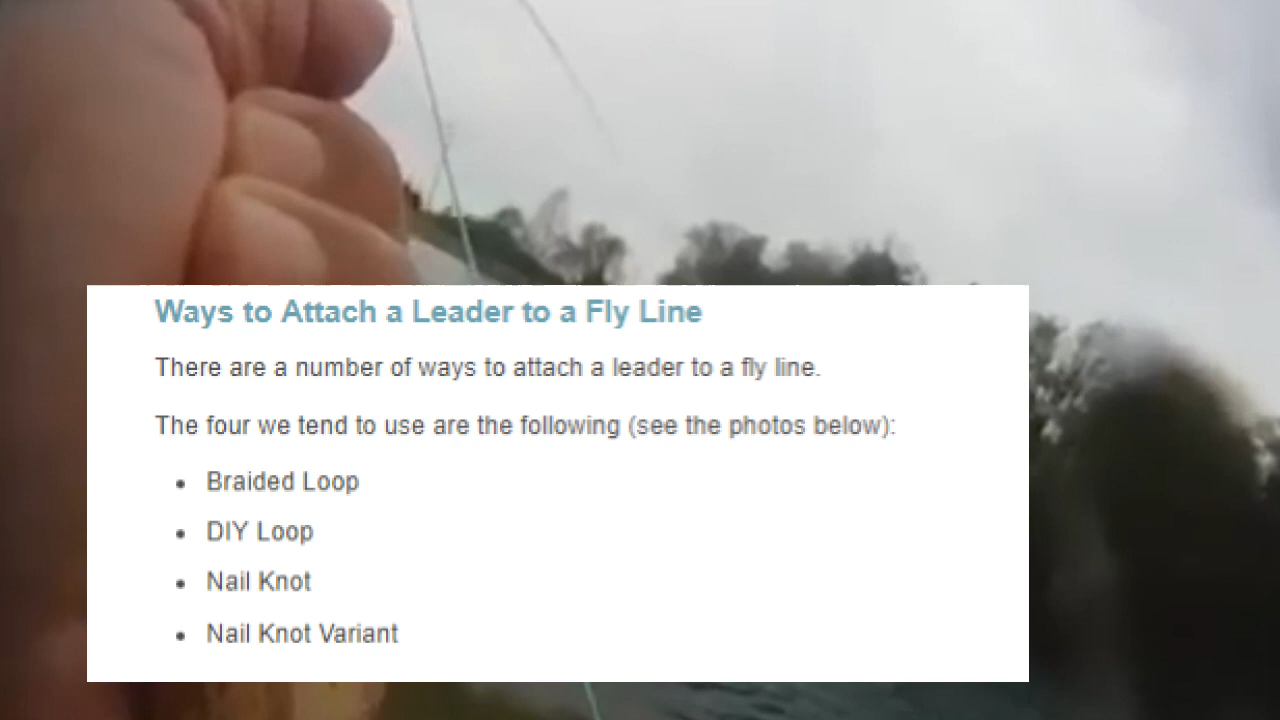 Ways to Attach a Leader to a Fly Line
There are a number of ways to attach a leader to a fly line.
The four we tend to use are the following (see the photos below):
• Braided Loop
• DIY Loop
• Nail Knot
• Nail Knot Variant